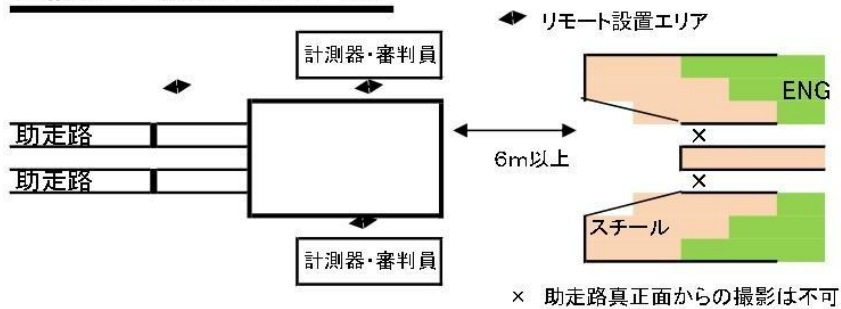 リモート設置エリア
計測器・審判員
ENG
助走路
6m以上
助走路
スチール
計測器・審判員
× 助走路真正面からの撮影は不可